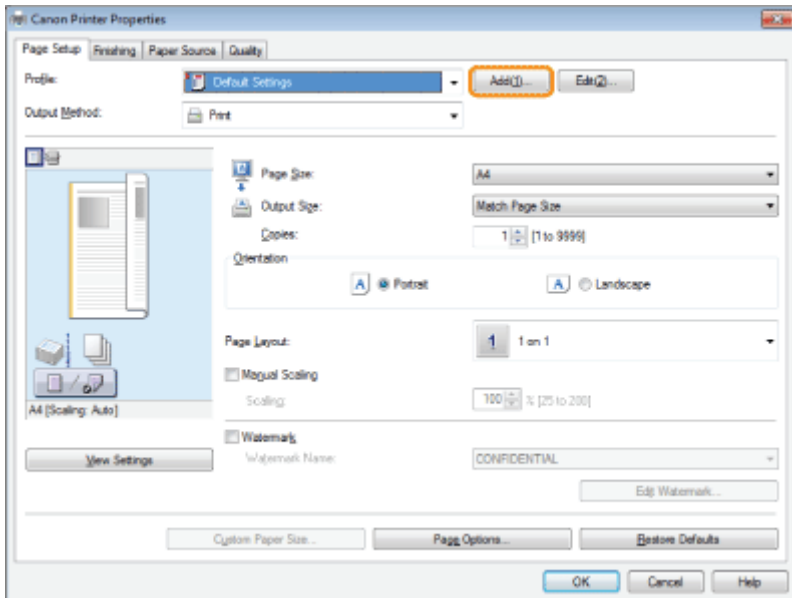 Canon Printer Properties
Page Setup Finishing Paper Source Quality
Profile: Default Settings Add(1)... Edit(2)...
Output Method: Print
Page Size: A4
Output Size: Match Page Size
Copies: 1 [1 to 9999]
Orientation
A Portrait A Landscape
Page Layout: 1 1 on 1
Manual Scaling
Scaling: 100 % [25 to 200]
A4 [Scaling: Auto]
Watermark
View Settings Watermark Name: CONFIDENTIAL
Edit Watermark...
Custom Paper Size... Page Options... Restore Defaults
OK Cancel Help